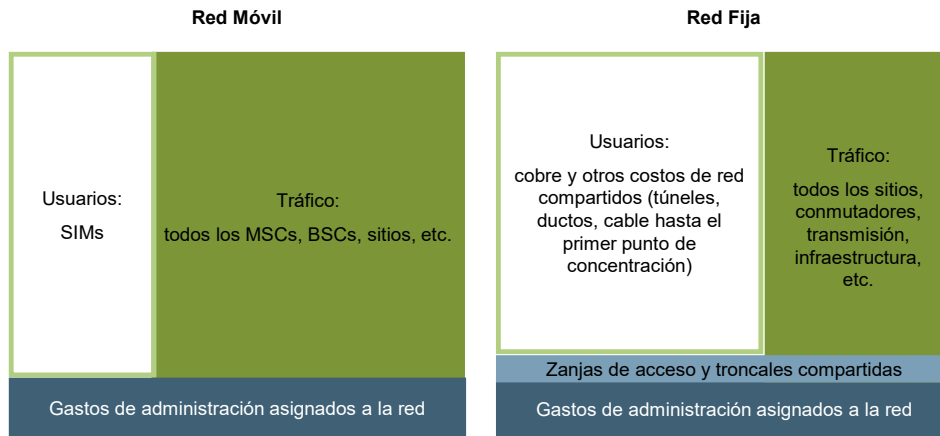 Red Móvil
Usuarios:
SIMs
Tráfico:
todos los MSCs, BSCs, sitios, etc.
Gastos de administración asignados a la red
Red Fija
Usuarios:
cobre y otros costos de red
compartidos (túneles,
ductos, cable hasta el
primer punto de
concentración)
Tráfico:
todos los sitios,
conmutadores,
transmisión,
infraestructura,
etc.
Zanjas de acceso y troncales compartidas
Gastos de administración asignados a la red